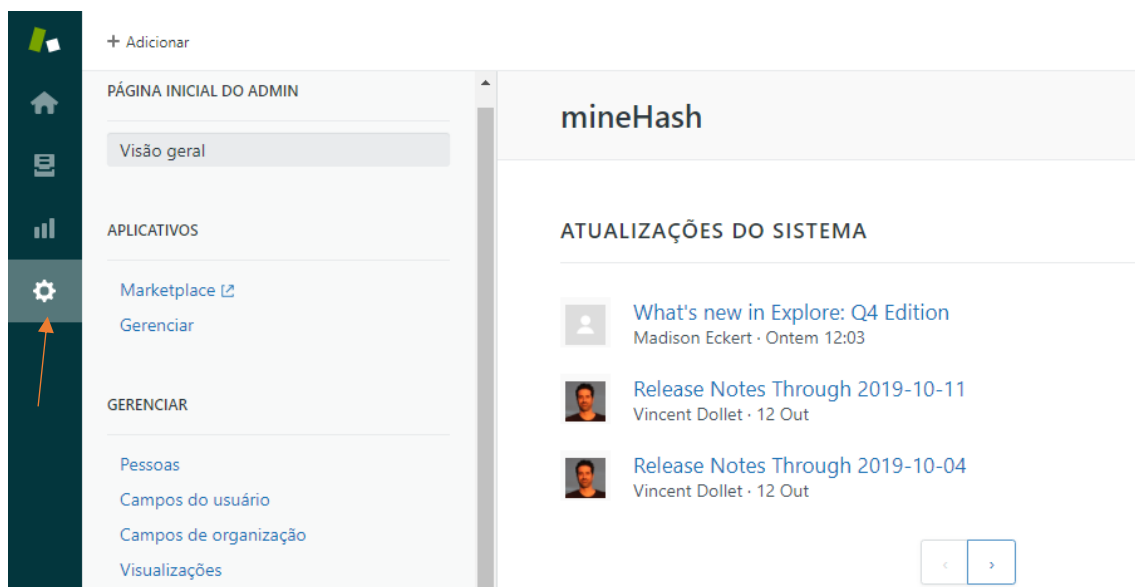 + Adicionar
PÁGINA INICIAL DO ADMIN
Visão geral
APLICATIVOS
Marketplace
Gerenciar
GERENCIAR
Pessoas
Campos do usuário
Campos de organização
Visualizações
mineHash
ATUALIZAÇÕES DO SISTEMA
What's new in Explore: Q4 Edition
Madison Eckert · Ontem 12:03
Release Notes Through 2019-10-11
Vincent Dollet · 12 Out
Release Notes Through 2019-10-04
Vincent Dollet · 12 Out